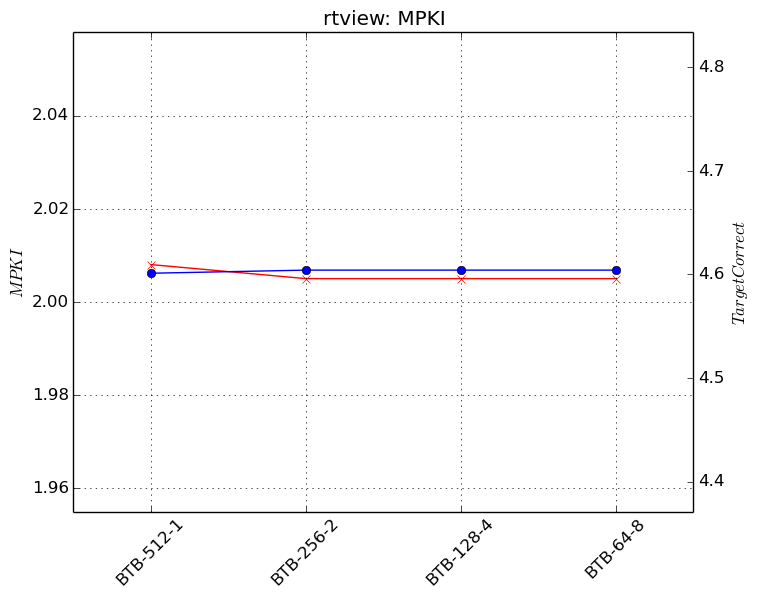 rtview: MPKI
2.04
2.02
2.00
1.98
1.96
MPKI
4.8
4.7
4.6
4.5
4.4
TargetCorrect
BTB-512-1
BTB-256-2
BTB-128-4
BTB-64-8